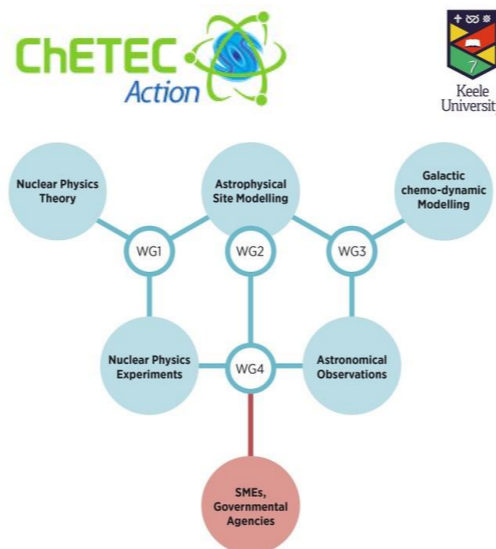 ChETEC
Action
Keele
University
Nuclear Physics
Theory
Astrophysical
Site Modelling
Galactic
chemo-dynamic
Modelling
WG1
WG2
WG3
Nuclear Physics
Experiments
WG4
Astronomical
Observations
SMEs,
Governmental
Agencies